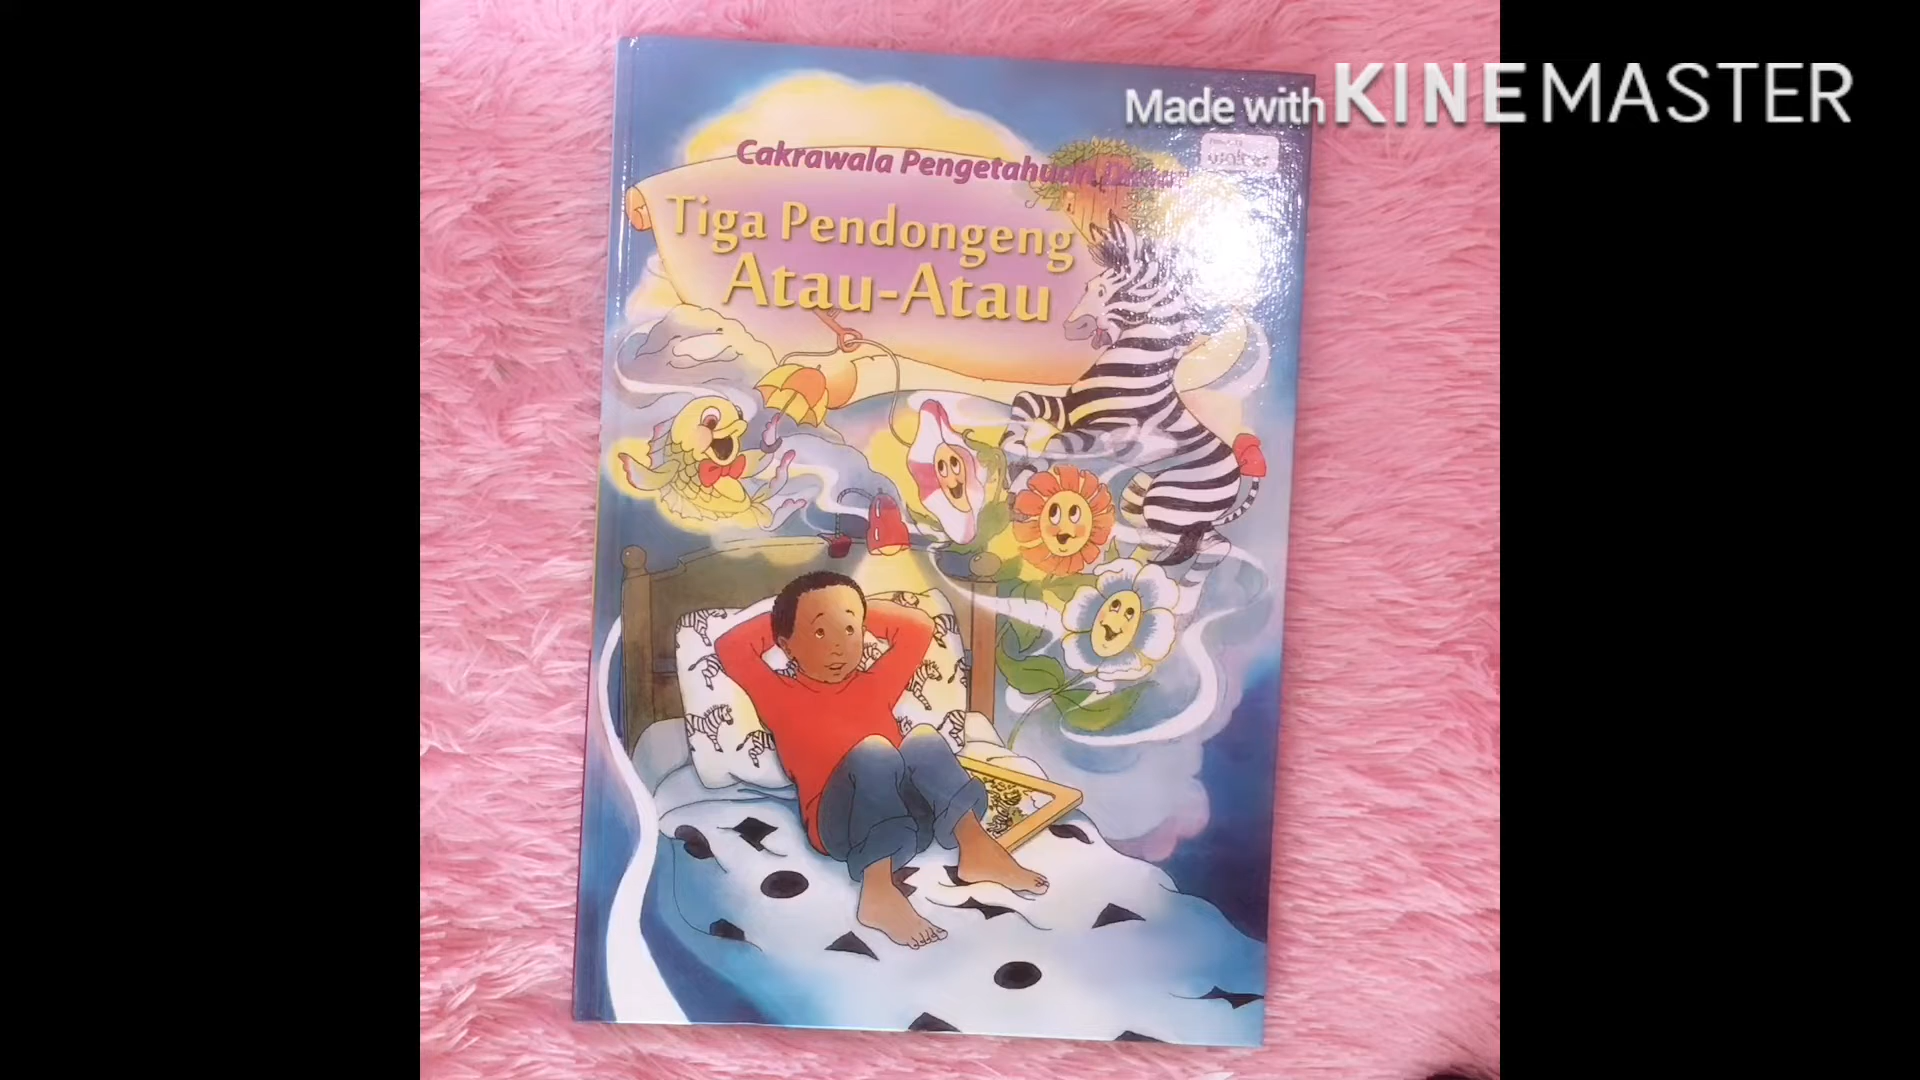 Made with KINEMASTER
Cakrawala Pengetahuan
Tiga Pendongeng
Atau-Atau